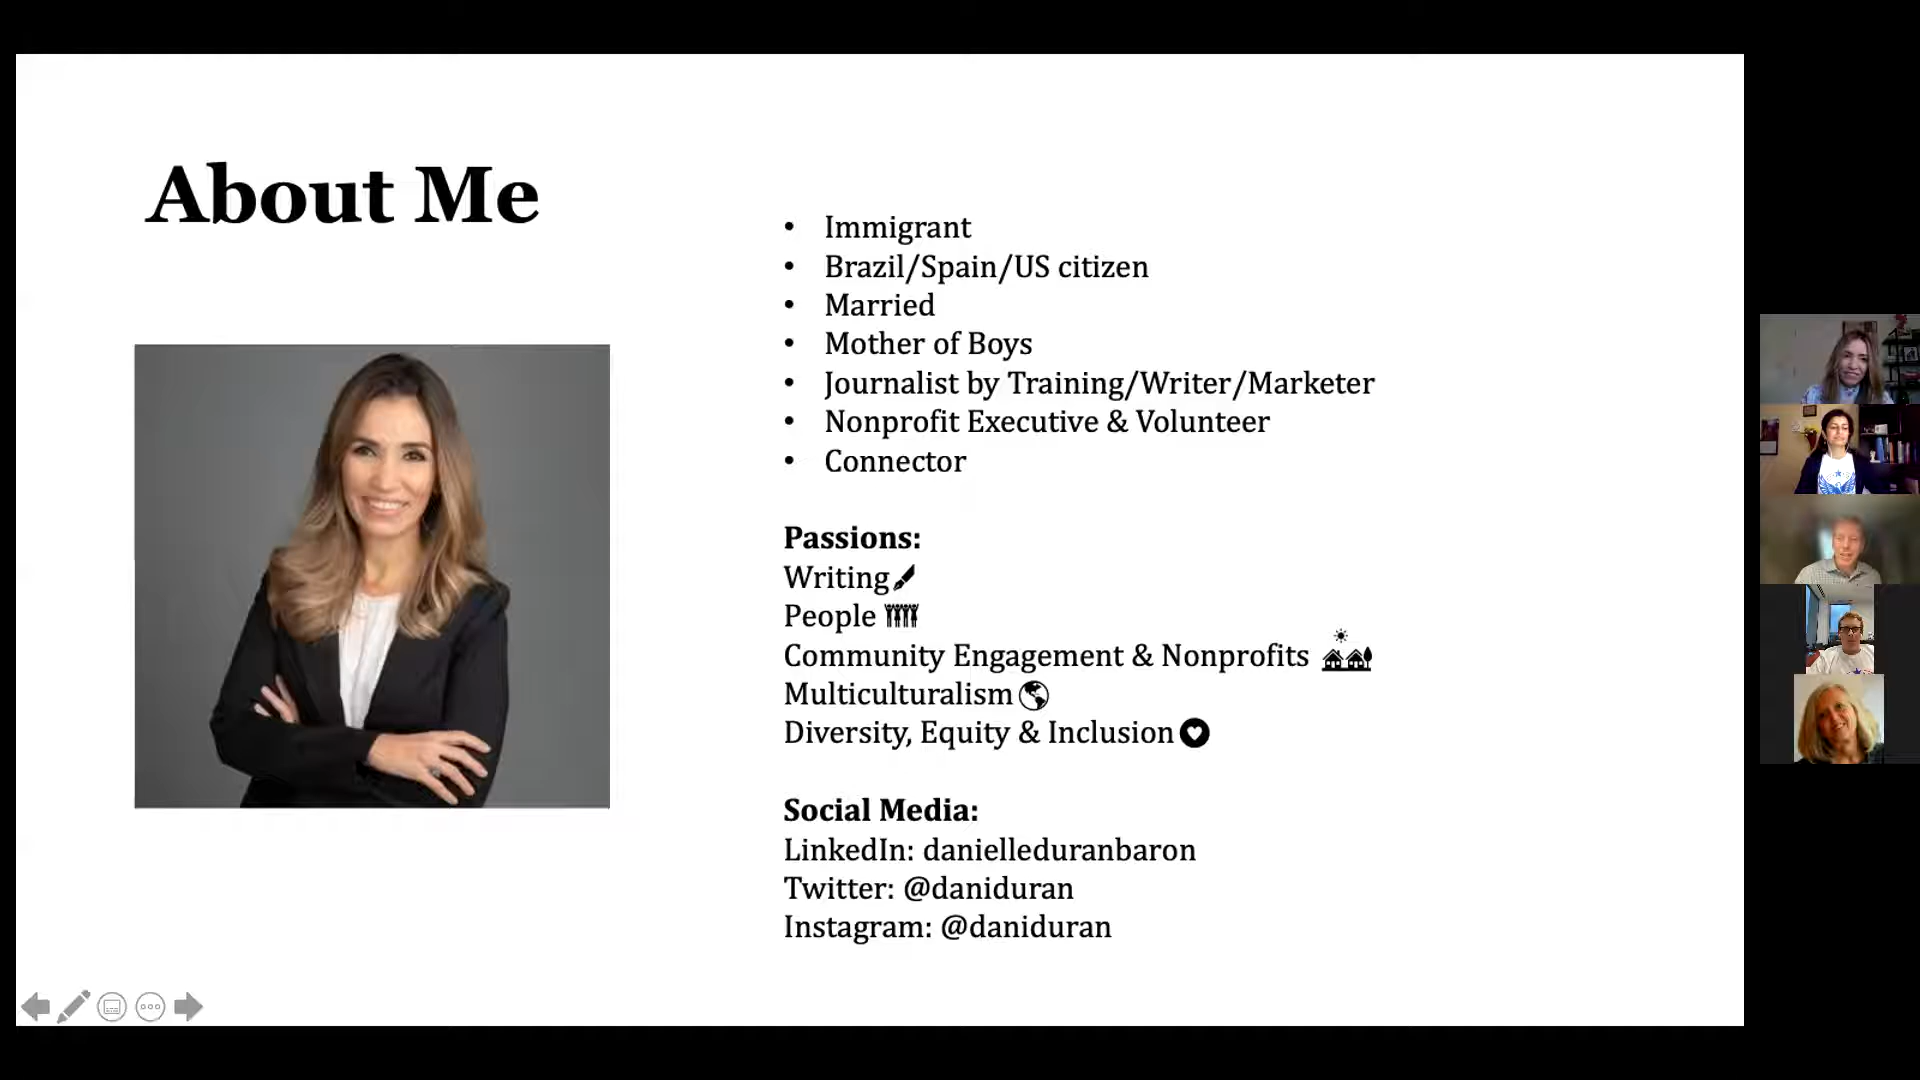 About Me
• Immigrant
• Brazil/Spain/US citizen
• Married
• Mother of Boys
• Journalist by Training/Writer/Marketer
• Nonprofit Executive & Volunteer
• Connector
Passions:
Writing
People
Community Engagement & Nonprofits
Multiculturalism
Diversity, Equity & Inclusion
Social Media:
LinkedIn: danielleduranbaron
Twitter: @daniduran
Instagram: @daniduran